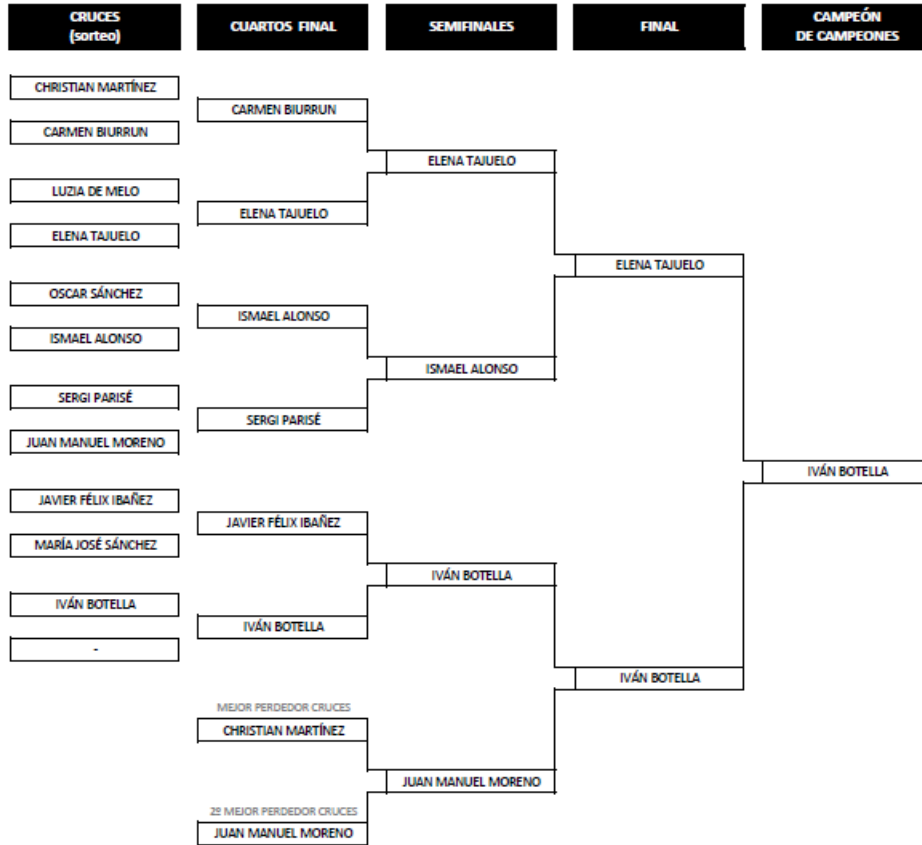 CRUCES
(sorteo)
CUARTOS FINAL
SEMIFINALES
FINAL
CAMPEÓN
DE CAMPEONES
CHRISTIAN MARTÍNEZ
CARMEN BIURRUN
LUZIA DE MELO
ELENA TAJUELO
OSCAR SÁNCHEZ
ISMAEL ALONSO
SERGI PARISÉ
JUAN MANUEL MORENO
JAVIER FÉLIX IBAÑEZ
MARÍA JOSÉ SÁNCHEZ
IVÁN BOTELLA
-
CARMEN BIURRUN
ELENA TAJUELO
ISMAEL ALONSO
SERGI PARISÉ
JAVIER FÉLIX IBAÑEZ
IVÁN BOTELLA
MEJOR PERDEDOR CRUCES
CHRISTIAN MARTÍNEZ
2º MEJOR PERDEDOR CRUCES
JUAN MANUEL MORENO
ELENA TAJUELO
ISMAEL ALONSO
IVÁN BOTELLA
JUAN MANUEL MORENO
ELENA TAJUELO
IVÁN BOTELLA
IVÁN BOTELLA